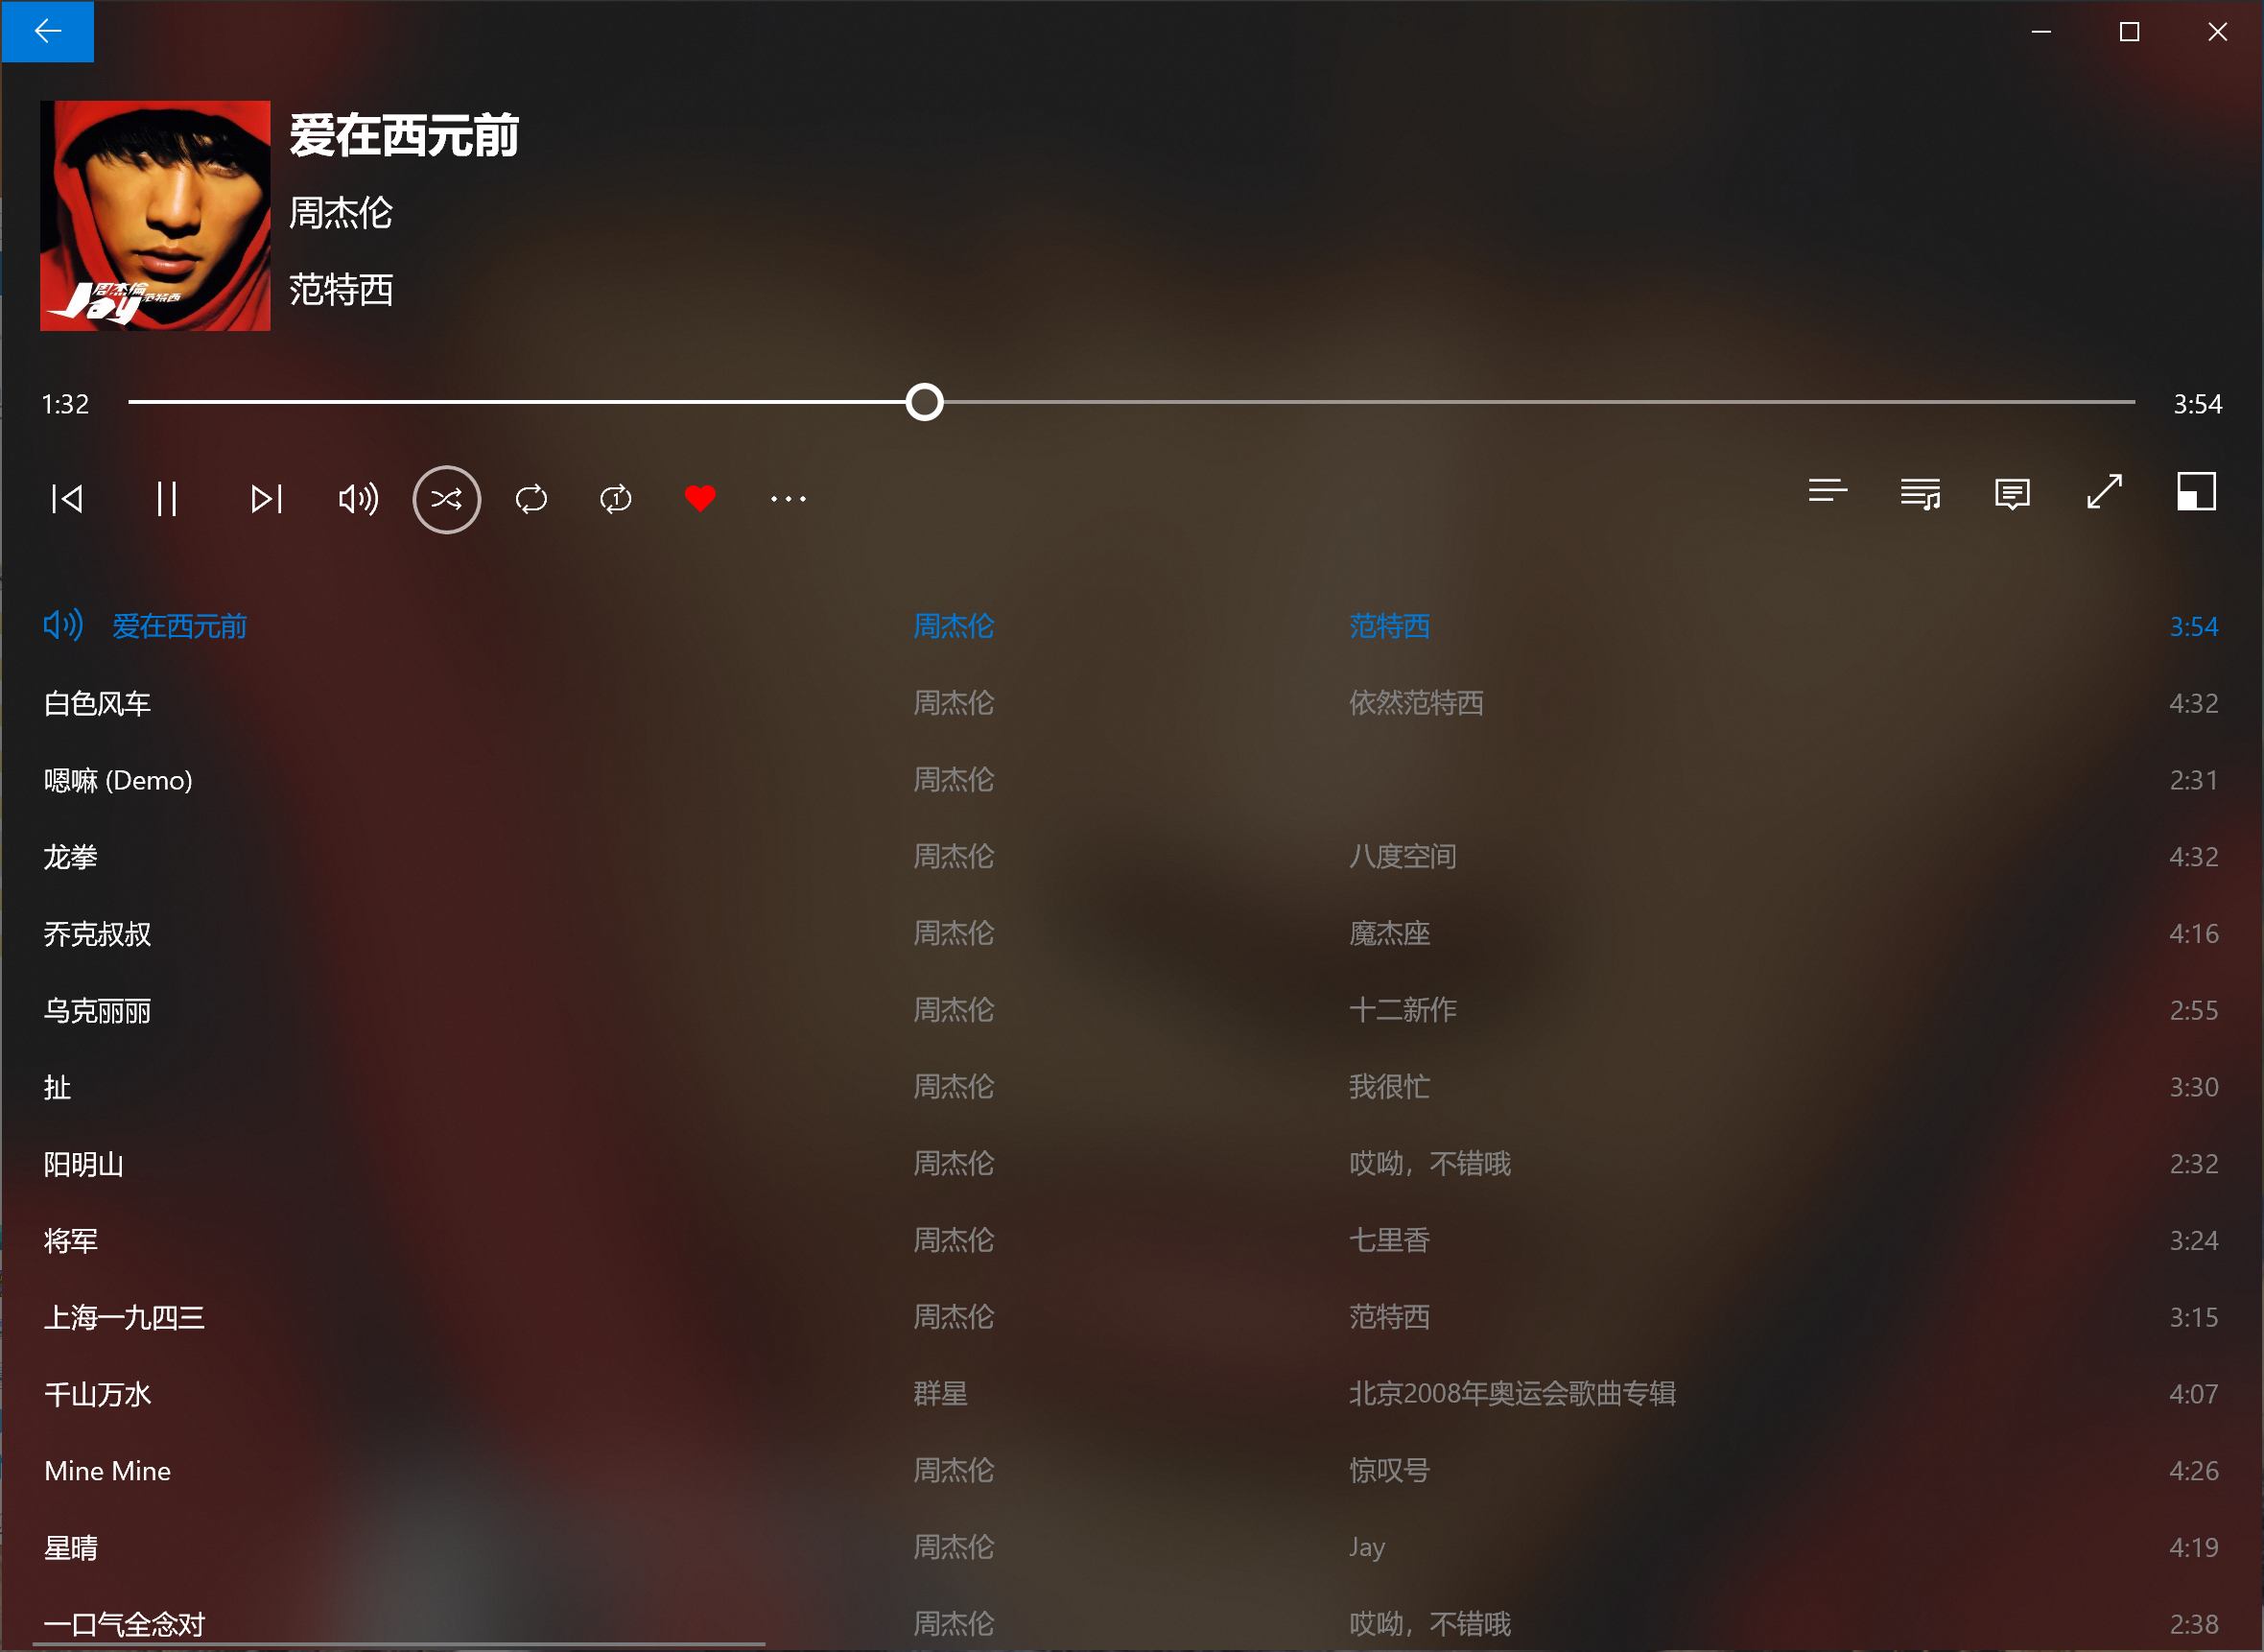 爱在西元前
周杰伦
范特西
Jay 周杰倫 范特西
1:32 3:54
1
爱在西元前 周杰伦 范特西 3:54
白色风车 周杰伦 依然范特西 4:32
嗯嘛 (Demo) 周杰伦 2:31
龙拳 周杰伦 八度空间 4:32
乔克叔叔 周杰伦 魔杰座 4:16
乌克丽丽 周杰伦 十二新作 2:55
扯 周杰伦 我很忙 3:30
阳明山 周杰伦 哎呦，不错哦 2:32
将军 周杰伦 七里香 3:24
上海一九四三 周杰伦 范特西 3:15
千山万水 群星 北京2008年奥运会歌曲专辑 4:07
Mine Mine 周杰伦 惊叹号 4:26
星晴 周杰伦 Jay 4:19
一口气全念对 周杰伦 哎呦，不错哦 2:38